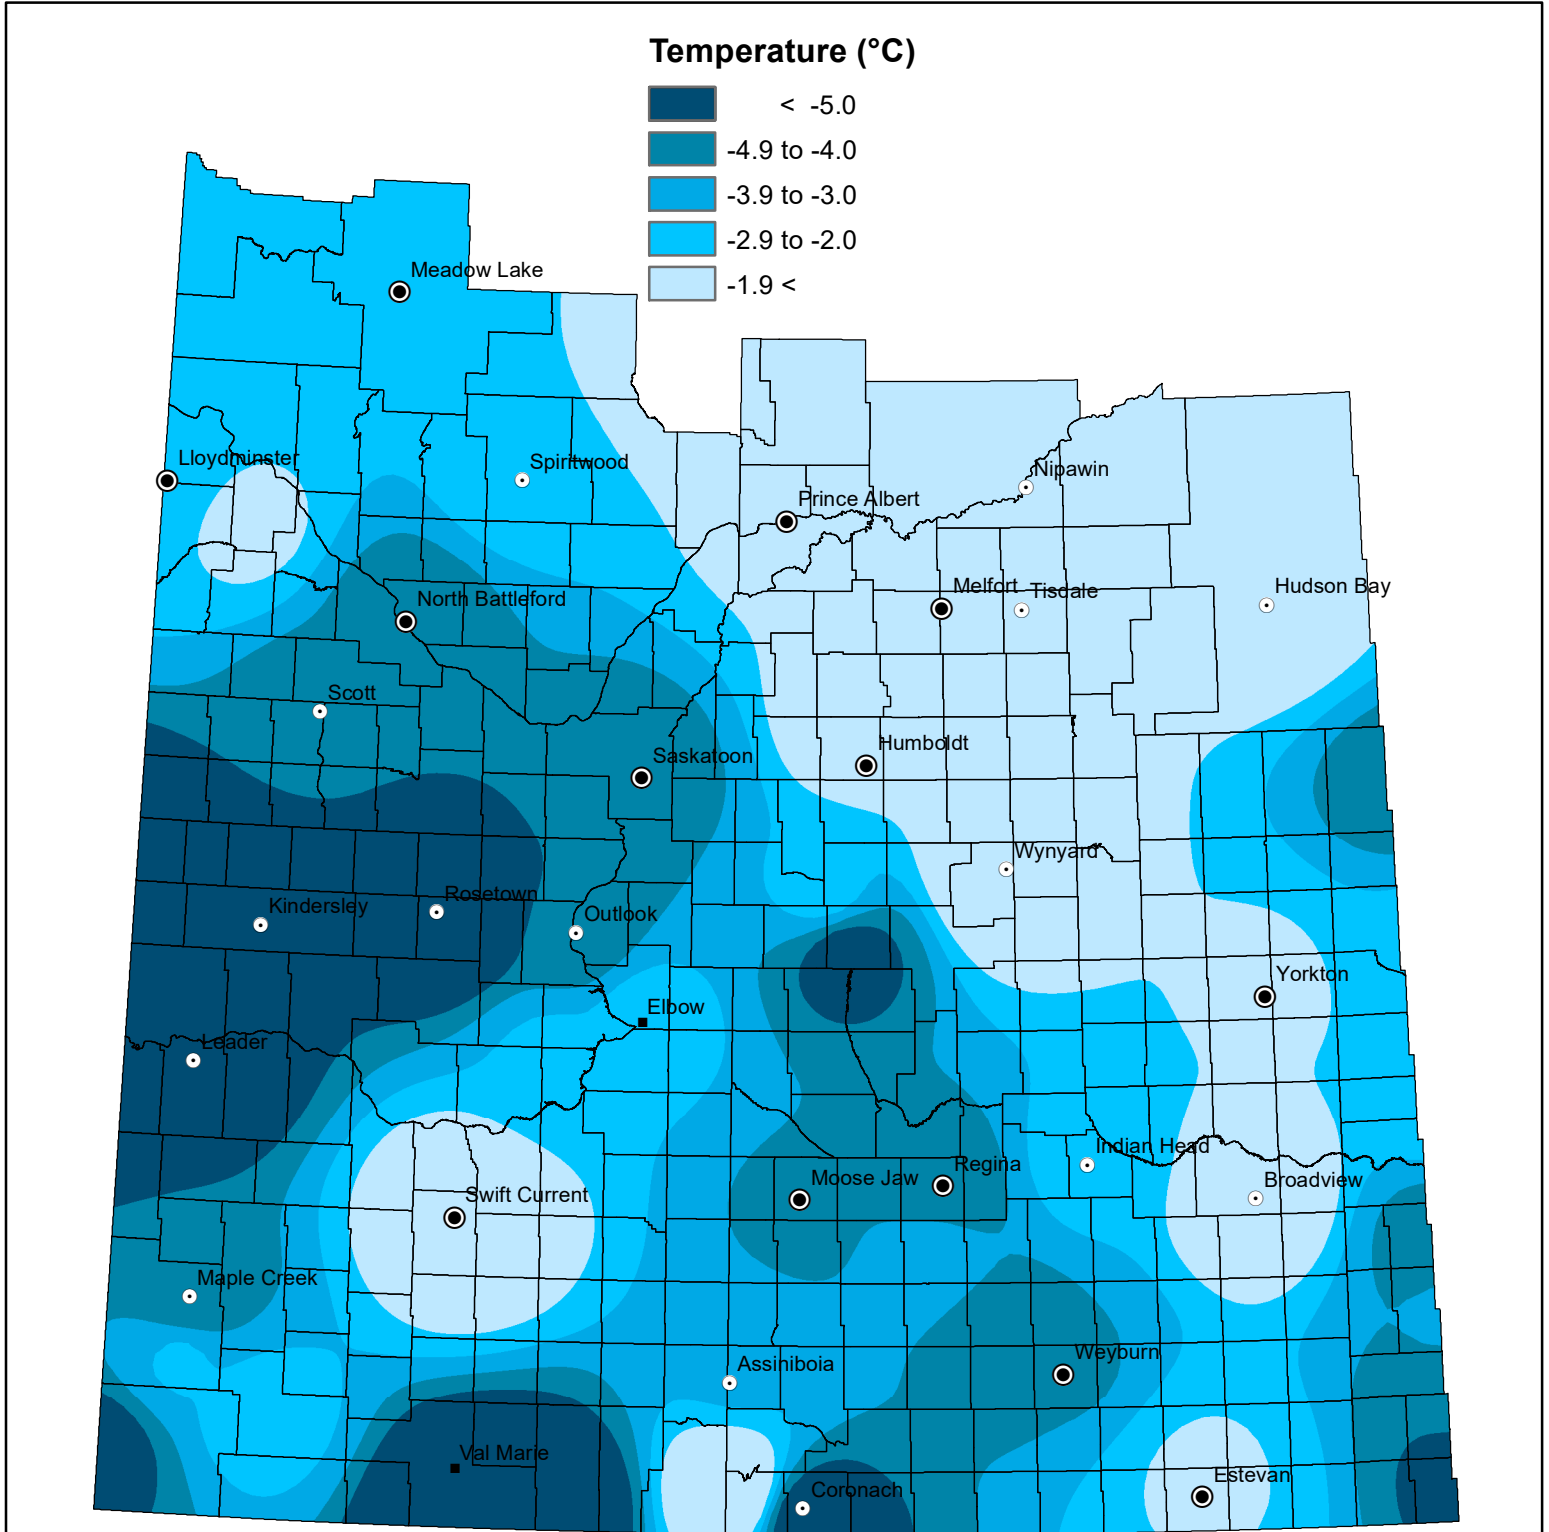 Temperature (°C)
< -5.0
-4.9 to -4.0
-3.9 to -3.0
-2.9 to -2.0
-1.9 <
Meadow Lake
Lloydminster
Spiritwood
Nipawin
Prince Albert
North Battleford
Melfort
Tisdale
Hudson Bay
Scott
Saskatoon
Humboldt
Wynyard
Rosetown
Kindersley
Outlook
Yorkton
Elbow
Leader
Indian Head
Regina
Moose Jaw
Broadview
Swift Current
Maple Creek
Weyburn
Assiniboia
Val Marie
Estevan
Coronach